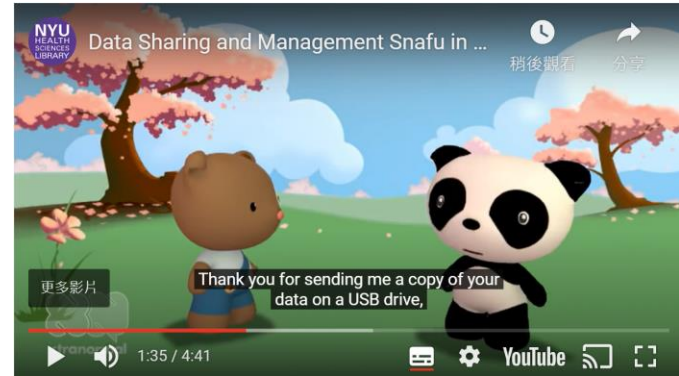 NYU
HEALTH
SCIENCES
LIBRARY
Data Sharing and Management Snafu in ...
稍後觀看
分享
更多影片
Thank you for sending me a copy of your
data on a USB drive,
1:35 / 4:41
YouTube